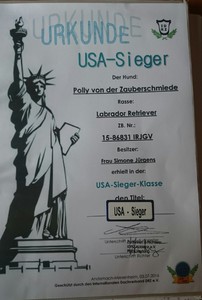 URKUNDE
URKUNDE
USA-Sieger
Der Hund:
Polly von der Zauberschmiede
Rasse:
Labrador Retriever
ZB. Nr.:
15-86831 IRJGV
Besitzer:
Frau Simone Jürgens
erhielt in der:
USA-Sieger-Klasse
den Titel:
USA - Sieger